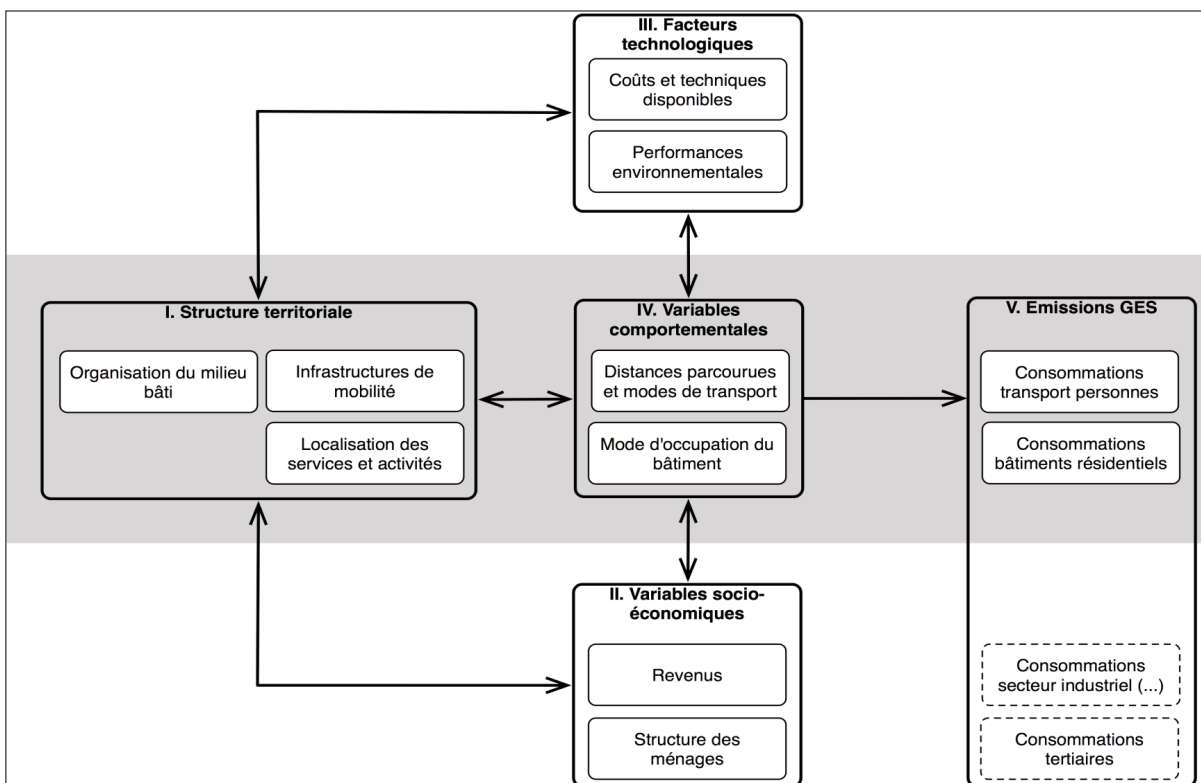 III. Facteurs
technologiques
Coûts et techniques
disponibles
Performances
environnementales
I. Structure territoriale
Organisation du milieu
bâti
Infrastructures de
mobilité
Localisation des
services et activités
IV. Variables
comportementales
Distances parcourues
et modes de transport
Mode d'occupation du
bâtiment
V. Emissions GES
Consommations
transport personnes
Consommations
bâtiments résidentiels
Consommations
secteur industriel (...)
Consommations
tertiaires
II. Variables socio-
économiques
Revenus
Structure des
ménages